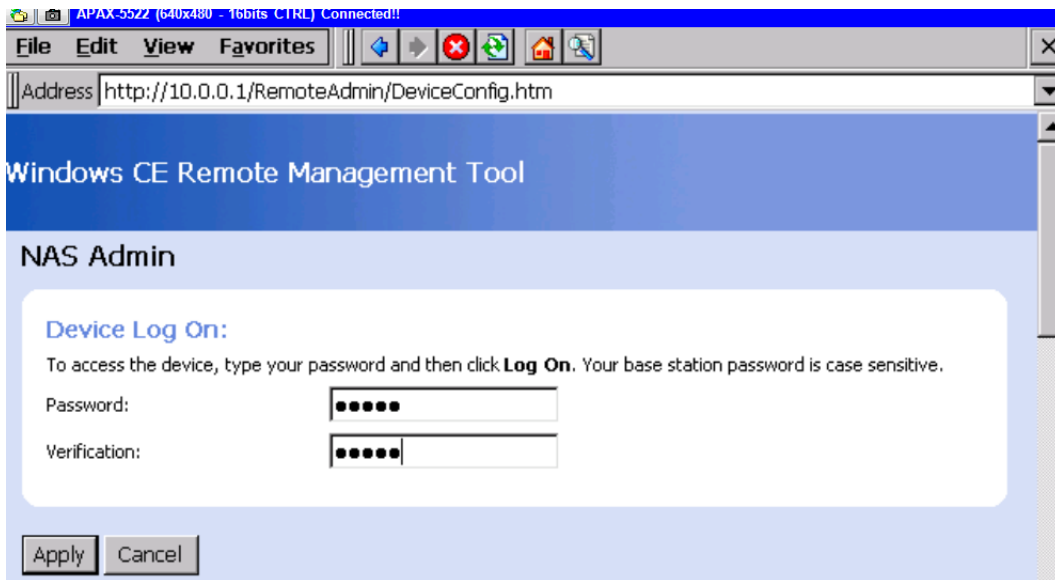 APAX-5522 (640x480 - 16bits CTRL) Connected!!
File Edit View Favorites
Address http://10.0.0.1/RemoteAdmin/DeviceConfig.htm
Windows CE Remote Management Tool
NAS Admin
Device Log On:
To access the device, type your password and then click Log On. Your base station password is case sensitive.
Password: ●●●●●
Verification: ●●●●●
Apply Cancel